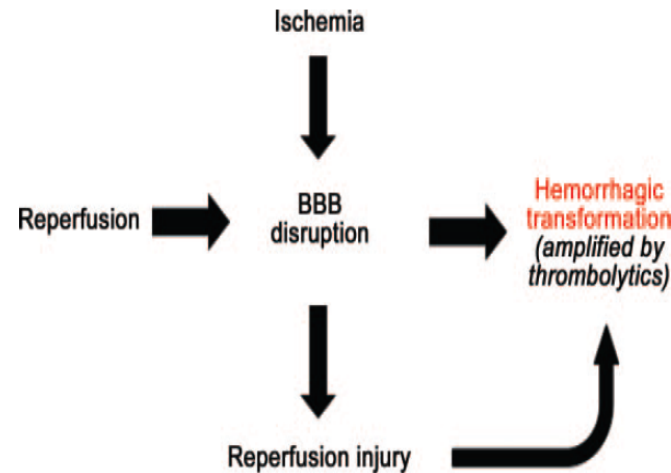 Ischemia
Reperfusion
BBB
disruption
Hemorrhagic
transformation
(amplified by
thrombolytics)
Reperfusion injury